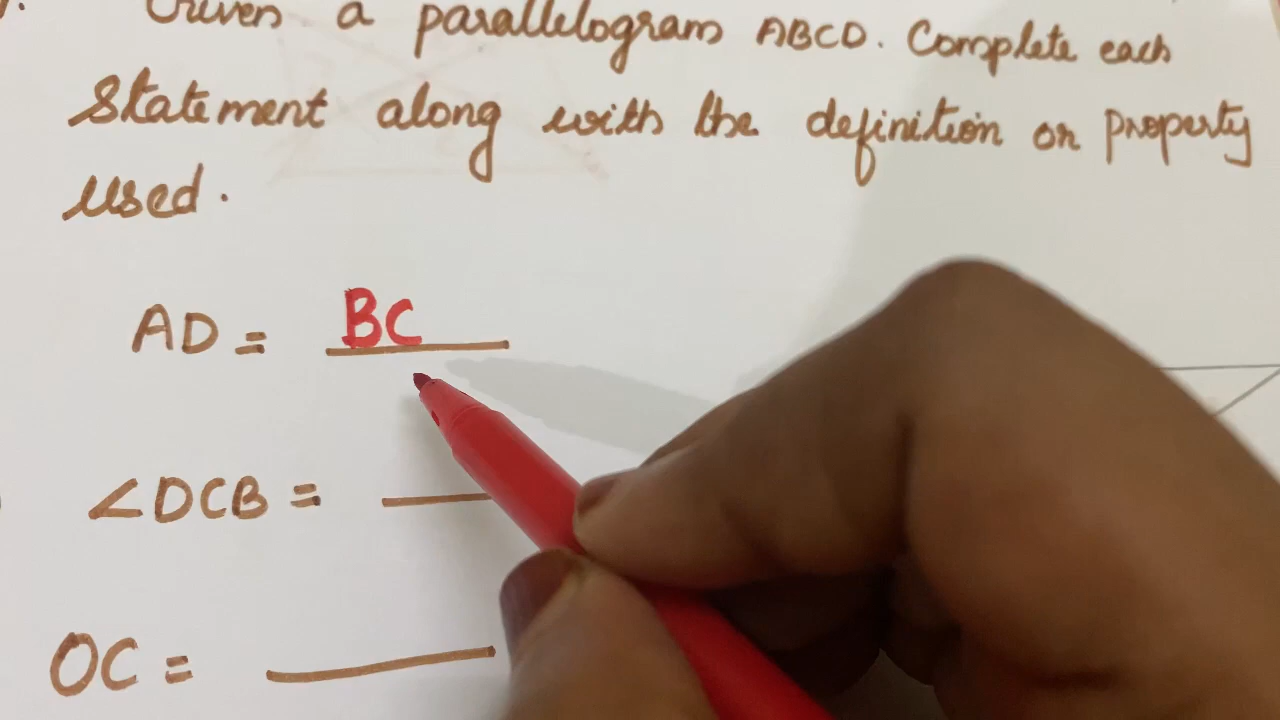 Given a parallelogram ABCD. Complete each
Statement along with the definition or property
used.
AD = BC
∠DCB =
OC =